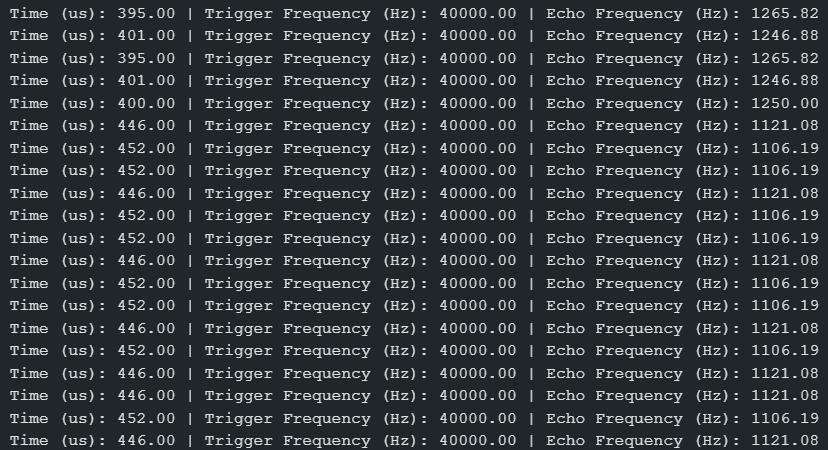 Time (us): 395.00 | Trigger Frequency (Hz): 40000.00 | Echo Frequency (Hz): 1265.82
Time (us): 401.00 | Trigger Frequency (Hz): 40000.00 | Echo Frequency (Hz): 1246.88
Time (us): 395.00 | Trigger Frequency (Hz): 40000.00 | Echo Frequency (Hz): 1265.82
Time (us): 401.00 | Trigger Frequency (Hz): 40000.00 | Echo Frequency (Hz): 1246.88
Time (us): 400.00 | Trigger Frequency (Hz): 40000.00 | Echo Frequency (Hz): 1250.00
Time (us): 446.00 | Trigger Frequency (Hz): 40000.00 | Echo Frequency (Hz): 1121.08
Time (us): 452.00 | Trigger Frequency (Hz): 40000.00 | Echo Frequency (Hz): 1106.19
Time (us): 452.00 | Trigger Frequency (Hz): 40000.00 | Echo Frequency (Hz): 1106.19
Time (us): 446.00 | Trigger Frequency (Hz): 40000.00 | Echo Frequency (Hz): 1121.08
Time (us): 452.00 | Trigger Frequency (Hz): 40000.00 | Echo Frequency (Hz): 1106.19
Time (us): 452.00 | Trigger Frequency (Hz): 40000.00 | Echo Frequency (Hz): 1106.19
Time (us): 446.00 | Trigger Frequency (Hz): 40000.00 | Echo Frequency (Hz): 1121.08
Time (us): 452.00 | Trigger Frequency (Hz): 40000.00 | Echo Frequency (Hz): 1106.19
Time (us): 452.00 | Trigger Frequency (Hz): 40000.00 | Echo Frequency (Hz): 1106.19
Time (us): 446.00 | Trigger Frequency (Hz): 40000.00 | Echo Frequency (Hz): 1121.08
Time (us): 452.00 | Trigger Frequency (Hz): 40000.00 | Echo Frequency (Hz): 1106.19
Time (us): 446.00 | Trigger Frequency (Hz): 40000.00 | Echo Frequency (Hz): 1121.08
Time (us): 446.00 | Trigger Frequency (Hz): 40000.00 | Echo Frequency (Hz): 1121.08
Time (us): 452.00 | Trigger Frequency (Hz): 40000.00 | Echo Frequency (Hz): 1106.19
Time (us): 446.00 | Trigger Frequency (Hz): 40000.00 | Echo Frequency (Hz): 1121.08